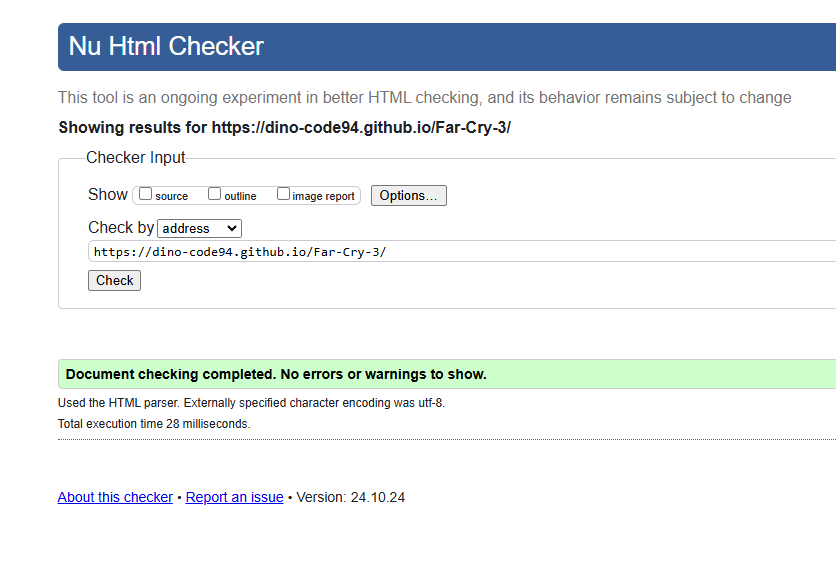 Nu Html Checker
This tool is an ongoing experiment in better HTML checking, and its behavior remains subject to change
Showing results for https://dino-code94.github.io/Far-Cry-3/
Checker Input
Show source outline image report Options...
Check by address
https://dino-code94.github.io/Far-Cry-3/
Check
Document checking completed. No errors or warnings to show.
Used the HTML parser. Externally specified character encoding was utf-8.
Total execution time 28 milliseconds.
About this checker • Report an issue • Version: 24.10.24